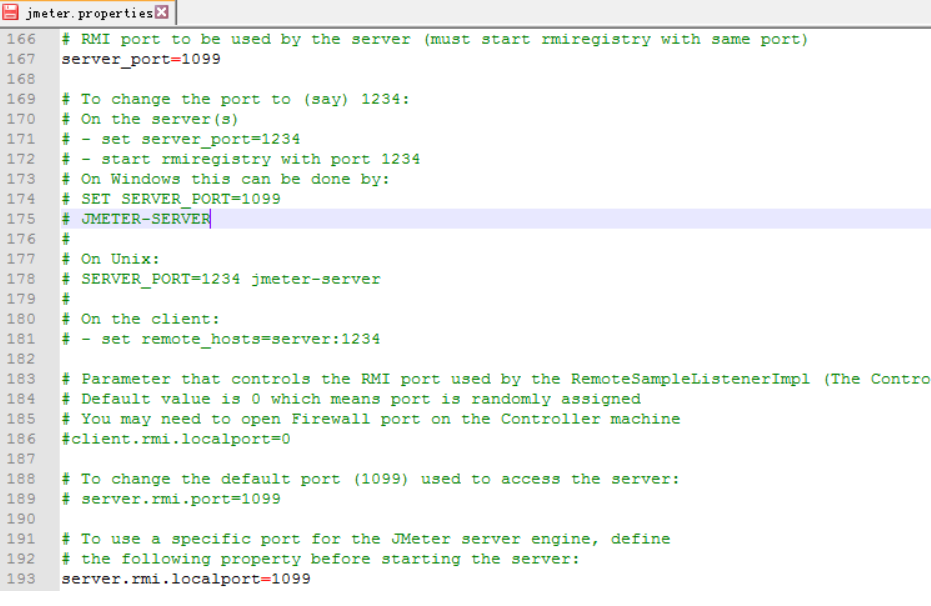 jmeter.properties
166 # RMI port to be used by the server (must start rmiregistry with same port)
167 server_port=1099
168
169 # To change the port to (say) 1234:
170 # On the server(s)
171 # - set server_port=1234
172 # - start rmiregistry with port 1234
173 # On Windows this can be done by:
174 # SET SERVER_PORT=1099
175 # JMETER-SERVER
176 #
177 # On Unix:
178 # SERVER_PORT=1234 jmeter-server
179 #
180 # On the client:
181 # - set remote_hosts=server:1234
182
183 # Parameter that controls the RMI port used by the RemoteSampleListenerImpl (The Contro
184 # Default value is 0 which means port is randomly assigned
185 # You may need to open Firewall port on the Controller machine
186 #client.rmi.localport=0
187
188 # To change the default port (1099) used to access the server:
189 # server.rmi.port=1099
190
191 # To use a specific port for the JMeter server engine, define
192 # the following property before starting the server:
193 server.rmi.localport=1099